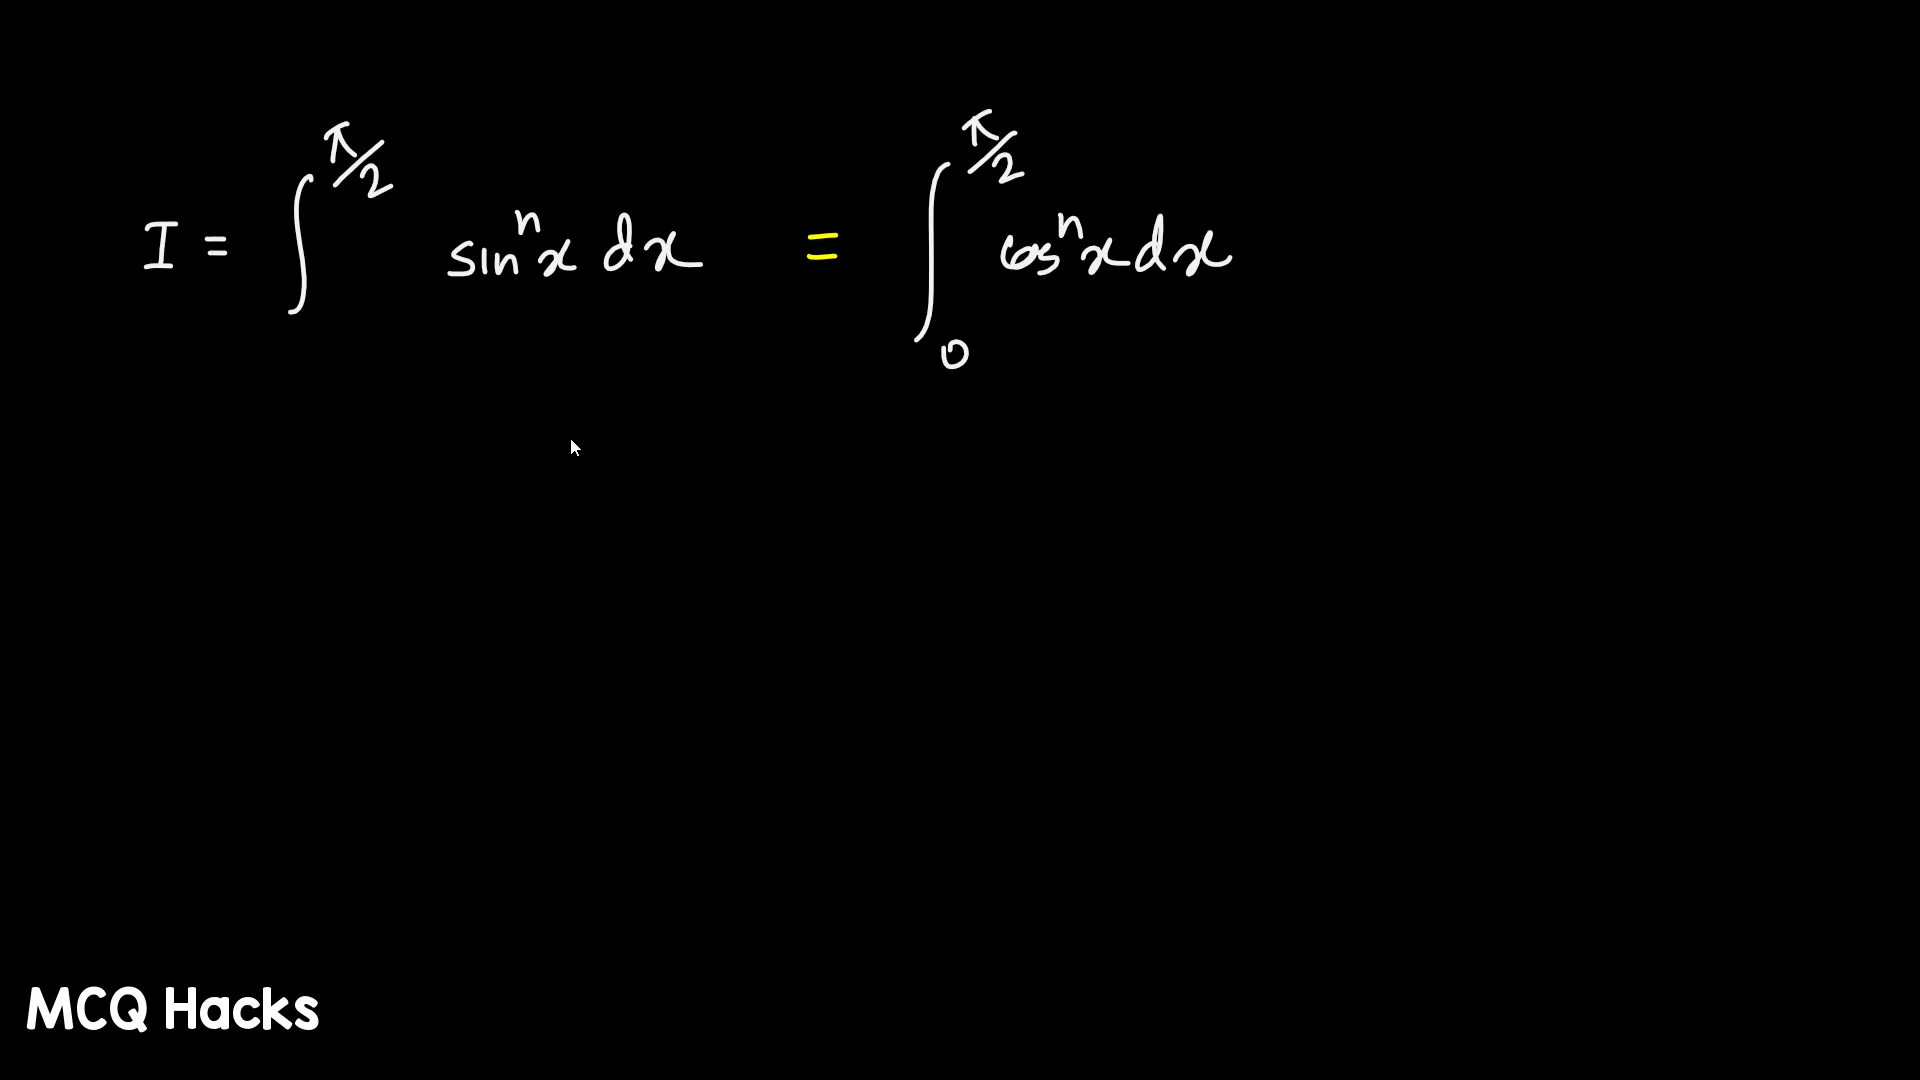 I = ∫^π/2 sin^n x dx = ∫_0^π/2 cos^n x dx
MCQ Hacks